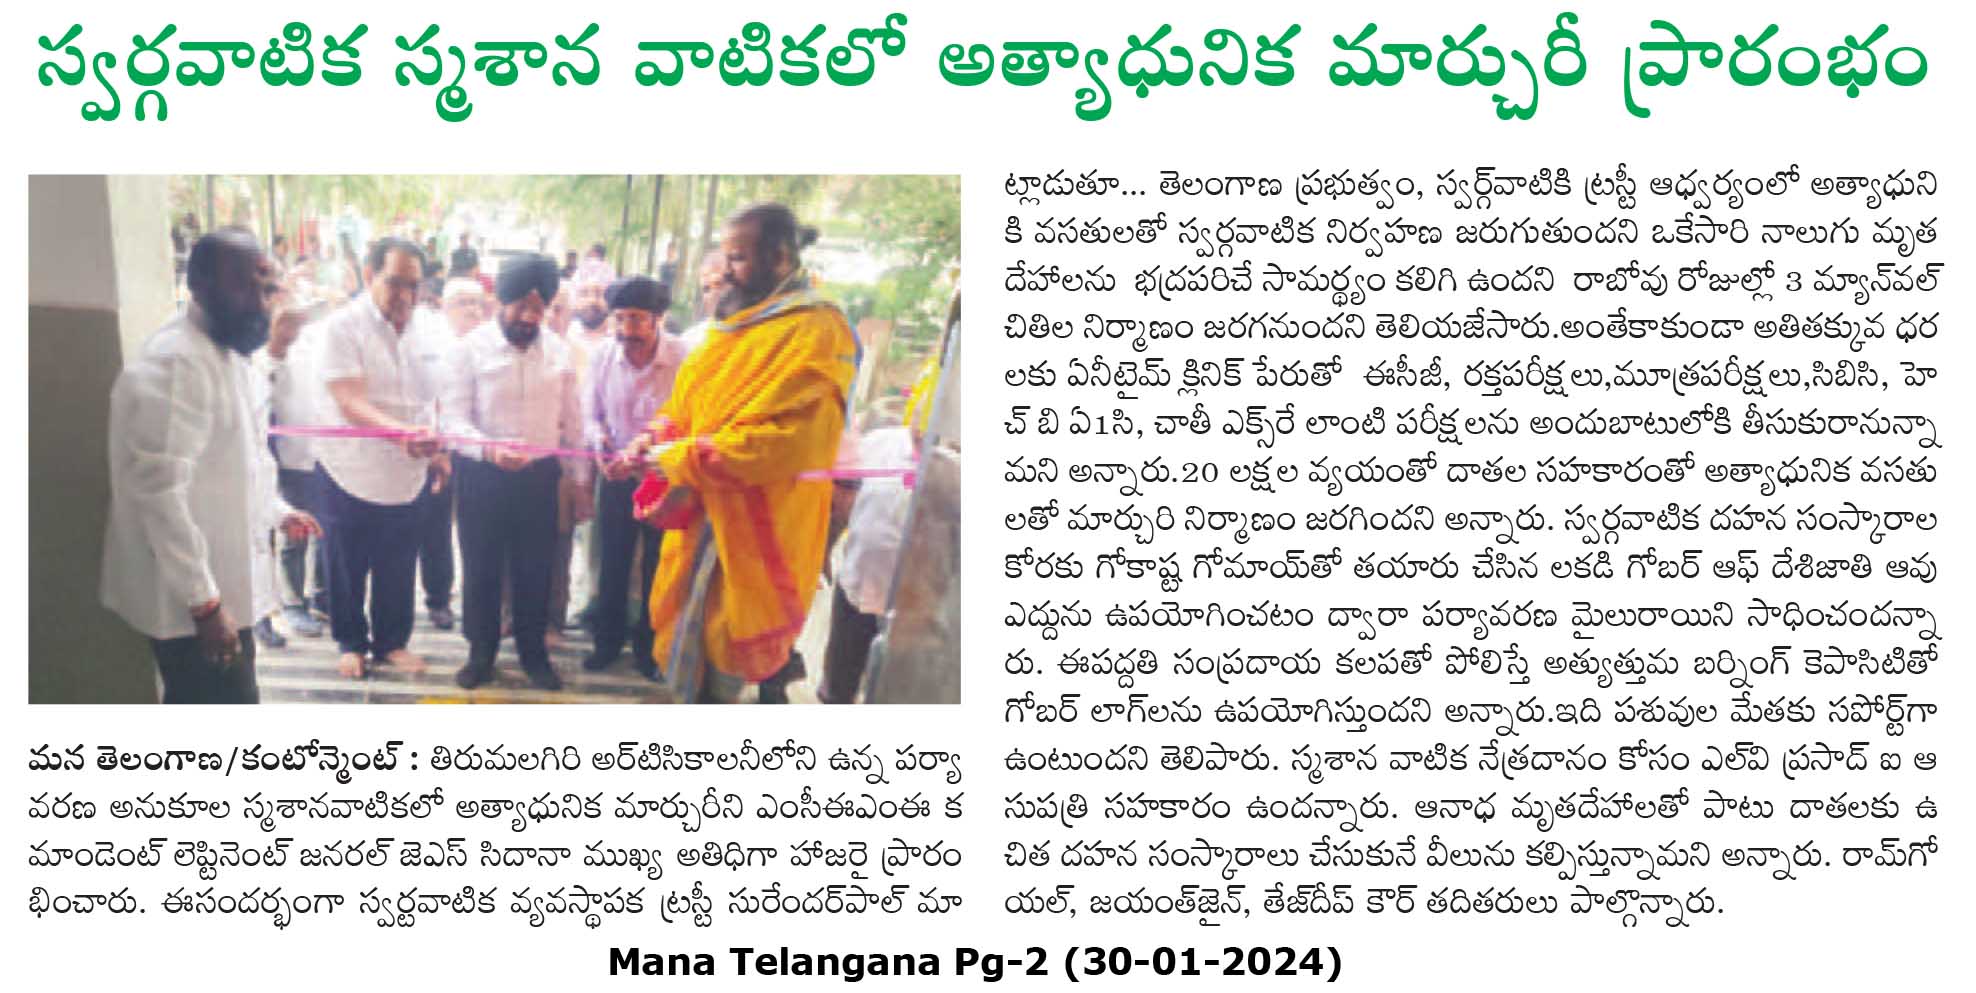 స్వర్గవాటిక స్మశాన వాటికలో అత్యాధునిక మార్చురీ ప్రారంభం
మన తెలంగాణ/కంటోన్మెంట్ : తిరుమలగిరి అర్‌టిసికాలనీలోని ఉన్న పర్యా
వరణ అనుకూల స్మశానవాటికలో అత్యాధునిక మార్చురీని ఎంసీఈఎంఈ క
మాండెంట్ లెఫ్టినెంట్ జనరల్ జెఎస్ సిదానా ముఖ్య అతిధిగా హాజరై ప్రారం
భించారు. ఈసందర్భంగా స్వర్టవాటిక వ్యవస్థాపక ట్రస్టీ సురేందర్‌పాల్ మా
ట్లాడుతూ... తెలంగాణ ప్రభుత్వం, స్వర్గ్‌వాటికి ట్రస్టీ ఆధ్వర్యంలో అత్యాధుని
కి వసతులతో స్వర్గవాటిక నిర్వహణ జరుగుతుందని ఒకేసారి నాలుగు మృత
దేహాలను భద్రపరిచే సామర్థ్యం కలిగి ఉందని రాబోవు రోజుల్లో 3 మ్యాన్‌వల్
చితిల నిర్మాణం జరగనుందని తెలియజేసారు.అంతేకాకుండా అతితక్కువ ధర
లకు ఏనీటైమ్ క్లినిక్ పేరుతో ఈసీజీ, రక్తపరీక్షలు,మూత్రపరీక్షలు,సిబిసి, హె
చ్ బి ఏ1సి, చాతీ ఎక్స్‌రే లాంటి పరీక్షలను అందుబాటులోకి తీసుకురానున్నా
మని అన్నారు.20 లక్షల వ్యయంతో దాతల సహకారంతో అత్యాధునిక వసతు
లతో మార్చురి నిర్మాణం జరగిందని అన్నారు. స్వర్గవాటిక దహన సంస్కారాల
కోరకు గోకాష్ట గోమాయ్‌తో తయారు చేసిన లకడి గోబర్ ఆఫ్ దేశిజాతి ఆవు
ఎద్దును ఉపయోగించటం ద్వారా పర్యావరణ మైలురాయిని సాధించందన్నా
రు. ఈపద్దతి సంప్రదాయ కలపతో పోలిస్తే అత్యుత్తుమ బర్నింగ్ కెపాసిటితో
గోబర్ లాగ్‌లను ఉపయోగిస్తుందని అన్నారు.ఇది పశువుల మేతకు సపోర్ట్‌గా
ఉంటుందని తెలిపారు. స్మశాన వాటిక నేత్రదానం కోసం ఎల్‌వి ప్రసాద్ ఐ ఆ
సుపత్రి సహకారం ఉందన్నారు. ఆనాధ మృతదేహాలతో పాటు దాతలకు ఉ
చిత దహన సంస్కారాలు చేసుకునే వీలును కల్పిస్తున్నామని అన్నారు. రామ్‌గో
యల్, జయంత్‌జైన్, తేజ్‌దీప్ కౌర్ తదితరులు పాల్గొన్నారు.
Mana Telangana Pg-2 (30-01-2024)